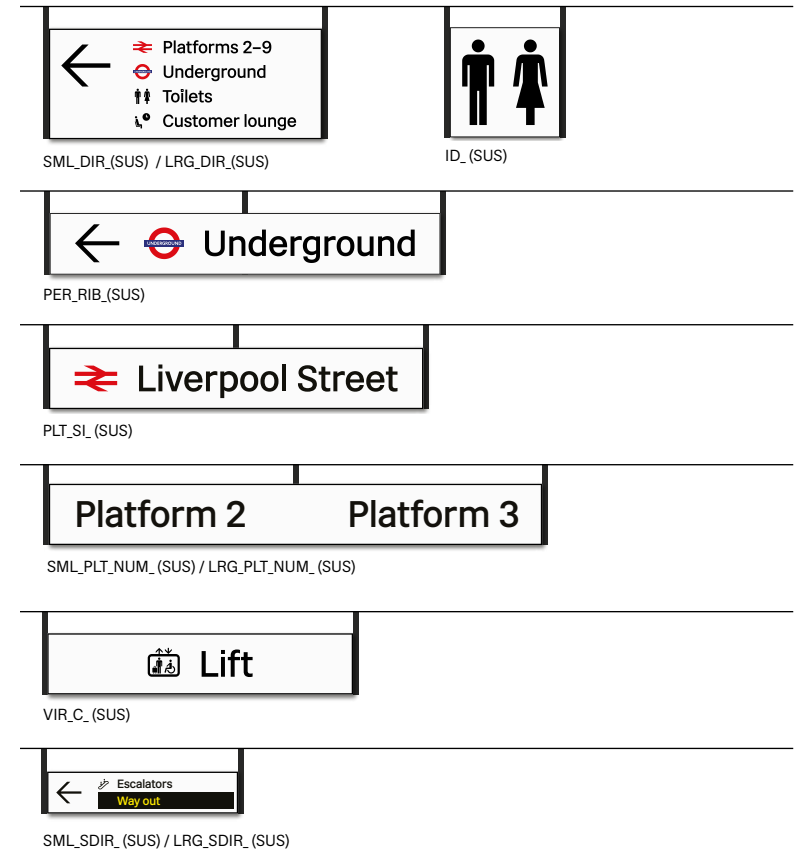 Platforms 2–9
Underground
Toilets
Customer lounge
SML_DIR_(SUS) / LRG_DIR_(SUS)
ID_ (SUS)
UNDERGROUND
Underground
PER_RIB_(SUS)
Liverpool Street
PLT_SI_ (SUS)
Platform 2 Platform 3
SML_PLT_NUM_ (SUS) / LRG_PLT_NUM_ (SUS)
Lift
VIR_C_ (SUS)
Escalators
Way out
SML_SDIR_ (SUS) / LRG_SDIR_ (SUS)